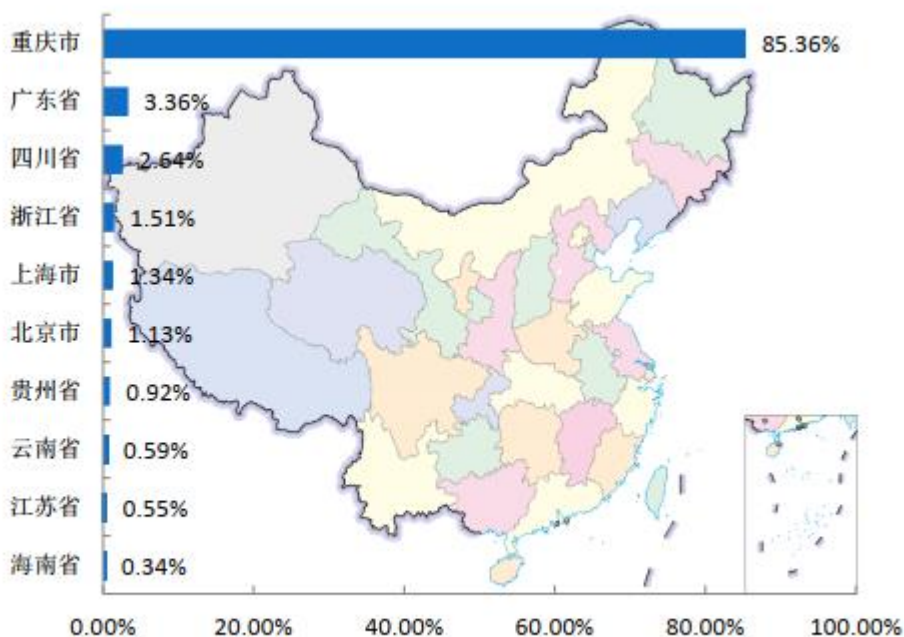 重庆市 85.36%
广东省 3.36%
四川省 2.64%
浙江省 1.51%
上海市 1.34%
北京市 1.13%
贵州省 0.92%
云南省 0.59%
江苏省 0.55%
海南省 0.34%
0.00% 20.00% 40.00% 60.00% 80.00% 100.00%